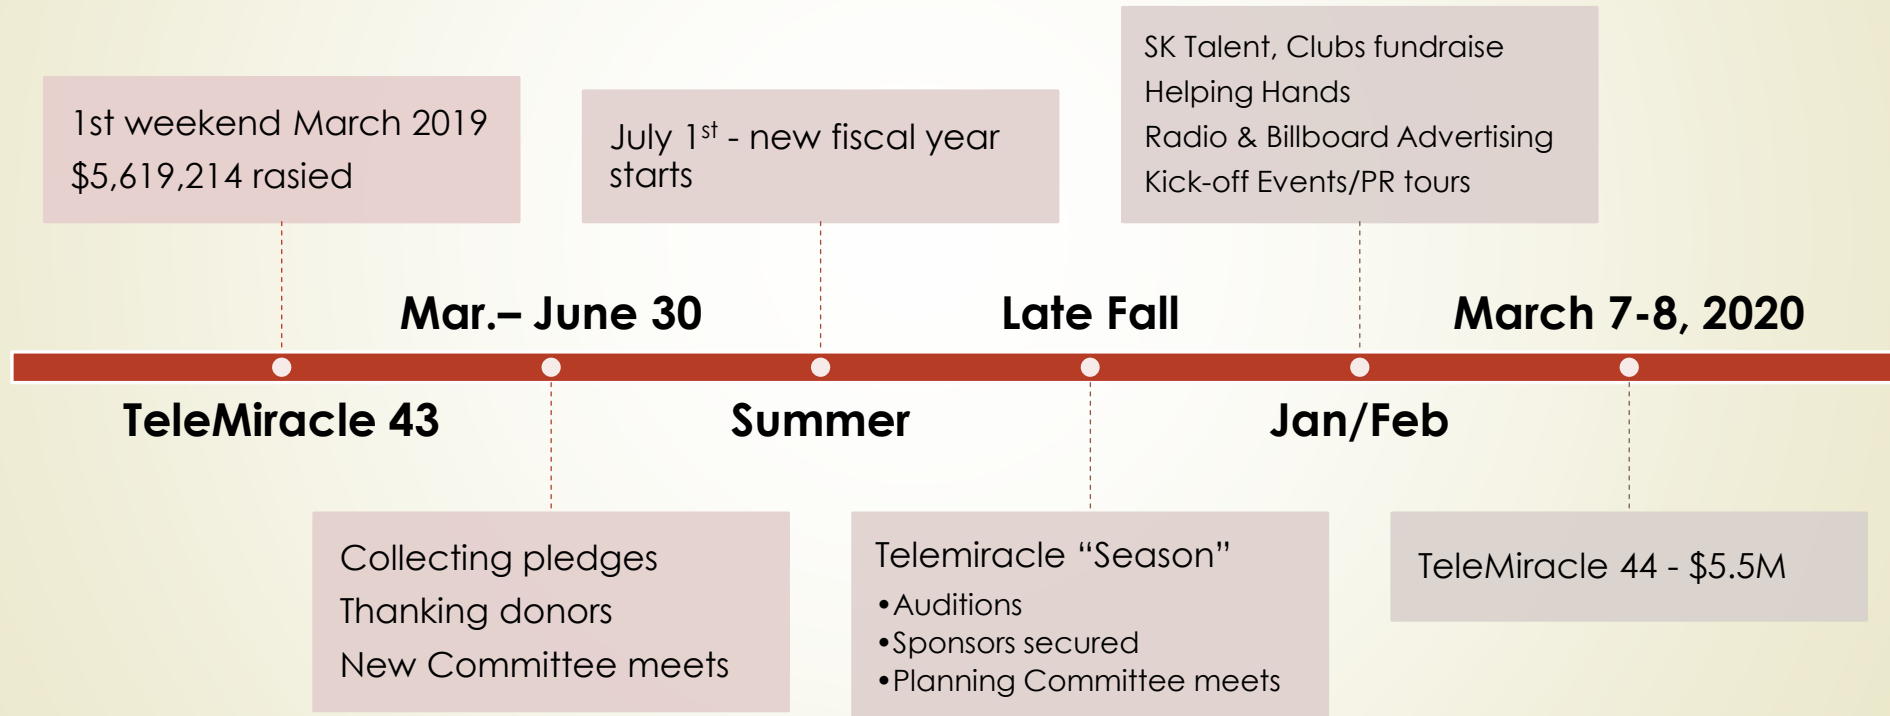 1st weekend March 2019
$5,619,214 rasied
July 1st - new fiscal year
starts
SK Talent, Clubs fundraise
Helping Hands
Radio & Billboard Advertising
Kick-off Events/PR tours
Mar.– June 30
Late Fall
March 7-8, 2020
TeleMiracle 43
Summer
Jan/Feb
Collecting pledges
Thanking donors
New Committee meets
Telemiracle “Season”
•Auditions
•Sponsors secured
•Planning Committee meets
TeleMiracle 44 - $5.5M